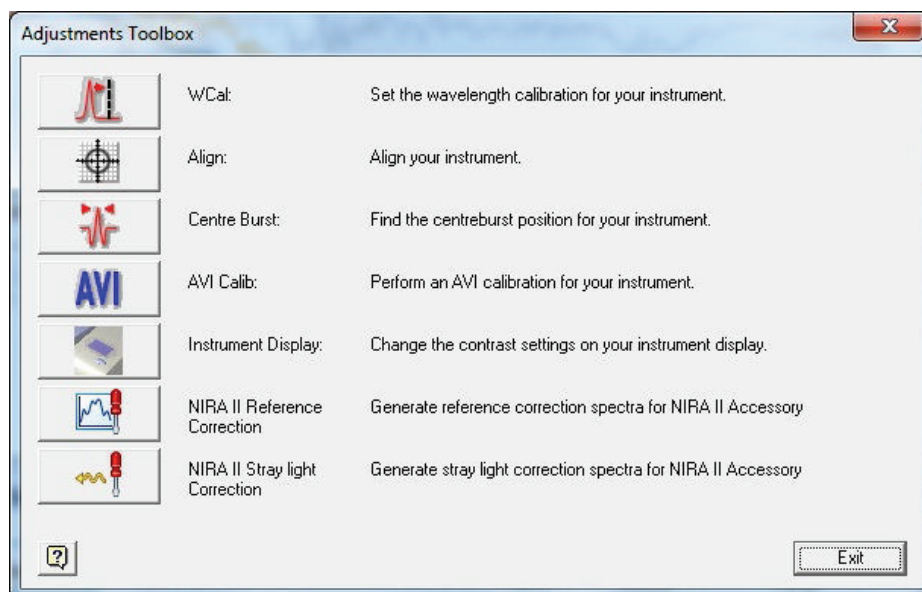 Adjustments Toolbox
WCal: Set the wavelength calibration for your instrument.
Align: Align your instrument.
Centre Burst: Find the centreburst position for your instrument.
AVI
AVI Calib: Perform an AVI calibration for your instrument.
Instrument Display: Change the contrast settings on your instrument display.
NIRA II Reference Generate reference correction spectra for NIRA II Accessory
Correction
NIRA II Stray light Generate stray light correction spectra for NIRA II Accessory
Correction
Exit